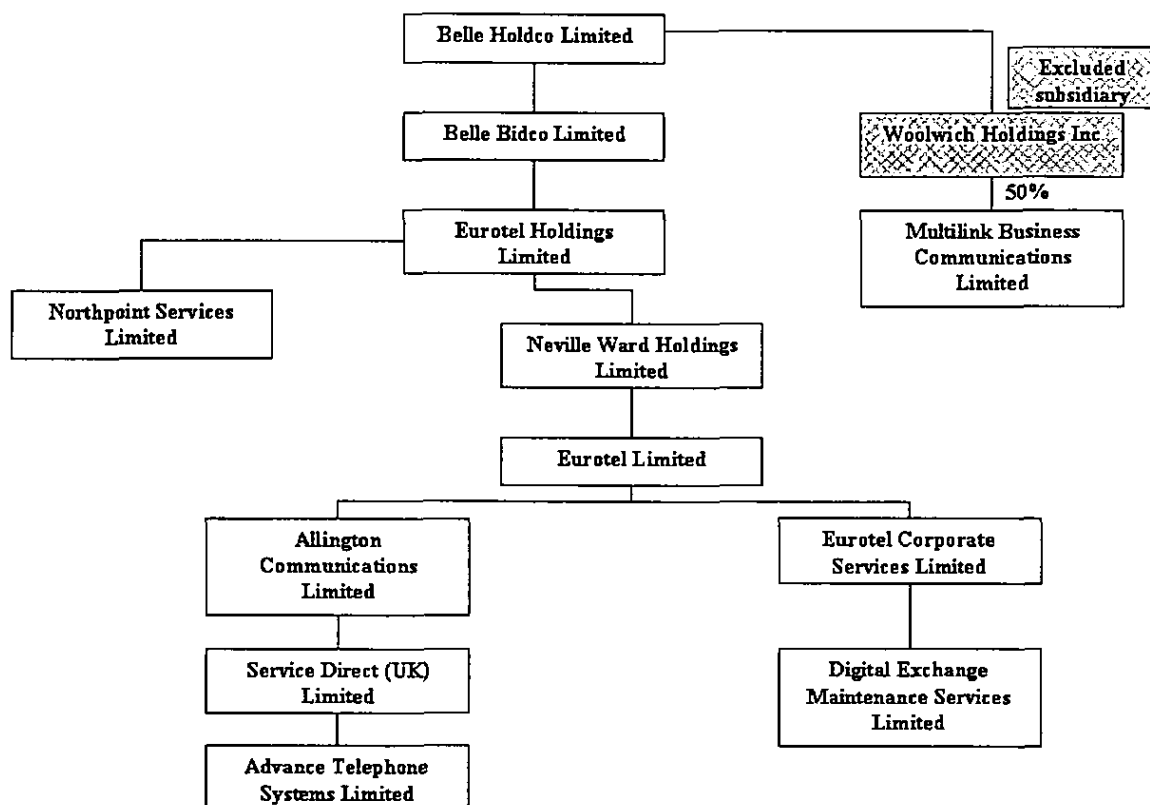 Belle Holdco Limited
Excluded
subsidiary
Belle Bidco Limited
Woolwich Holdings Inc
50%
Eurotel Holdings
Limited
Multilink Business
Communications
Limited
Northpoint Services
Limited
Neville Ward Holdings
Limited
Eurotel Limited
Allington
Communications
Limited
Eurotel Corporate
Services Limited
Service Direct (UK)
Limited
Digital Exchange
Maintenance Services
Limited
Advance Telephone
Systems Limited